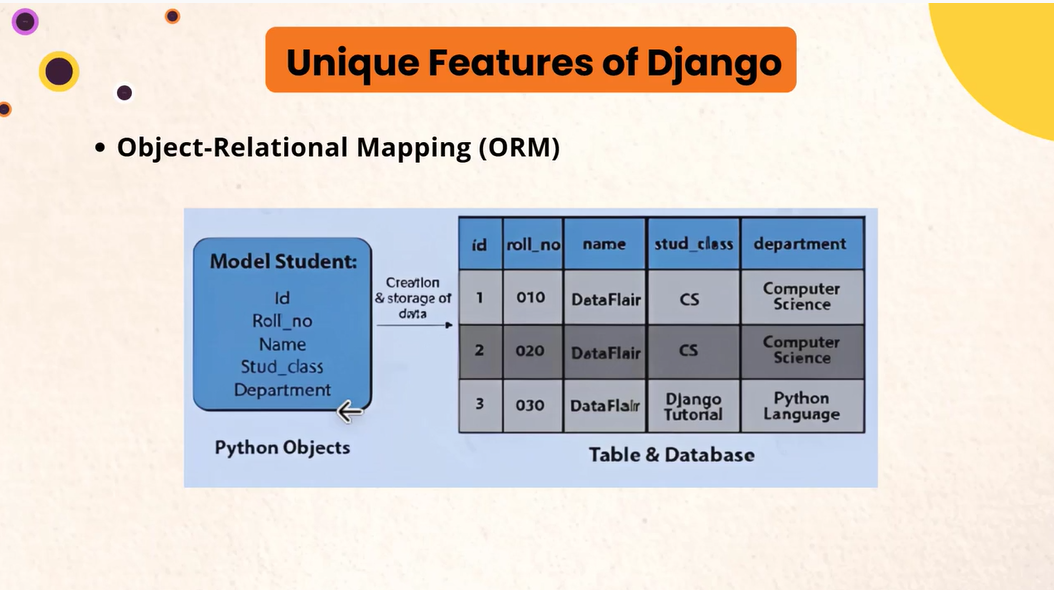 Unique Features of Django
• Object-Relational Mapping (ORM)
Model Student:
Id
Roll_no
Name
Stud_class
Department
Python Objects
Creation
& storage of
data
id roll_no name stud_class department
1 010 DataFlair CS Computer Science
2 020 DataFlair CS Computer Science
3 030 DataFlair Django Tutorial Python Language
Table & Database